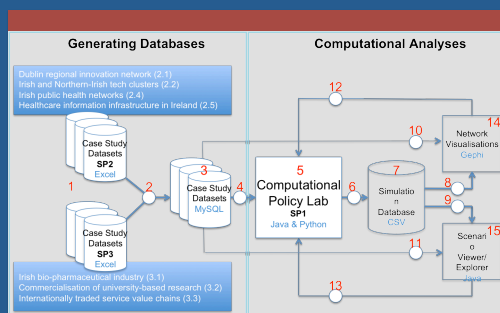 Generating Databases
Computational Analyses
Dublin regional innovation network (2.1)
Irish and Northern-Irish tech clusters (2.2)
Irish public health networks (2.4)
Healthcare information infrastructure in Ireland (2.5)
12
10
14
Network
Visualisations
Gephi
Case Study
Datasets
SP2
Excel
1
2
3
Case Study
Datasets
MySQL
4
5
Computational
Policy Lab
SP1
Java & Python
6
7
Simulatio
n
Database
CSV
8
9
15
Scenari
o
Viewer/
Explorer
Java
11
13
Case Study
Datasets
SP3
Excel
Irish bio-pharmaceutical industry (3.1)
Commercialisation of university-based research (3.2)
Internationally traded service value chains (3.3)